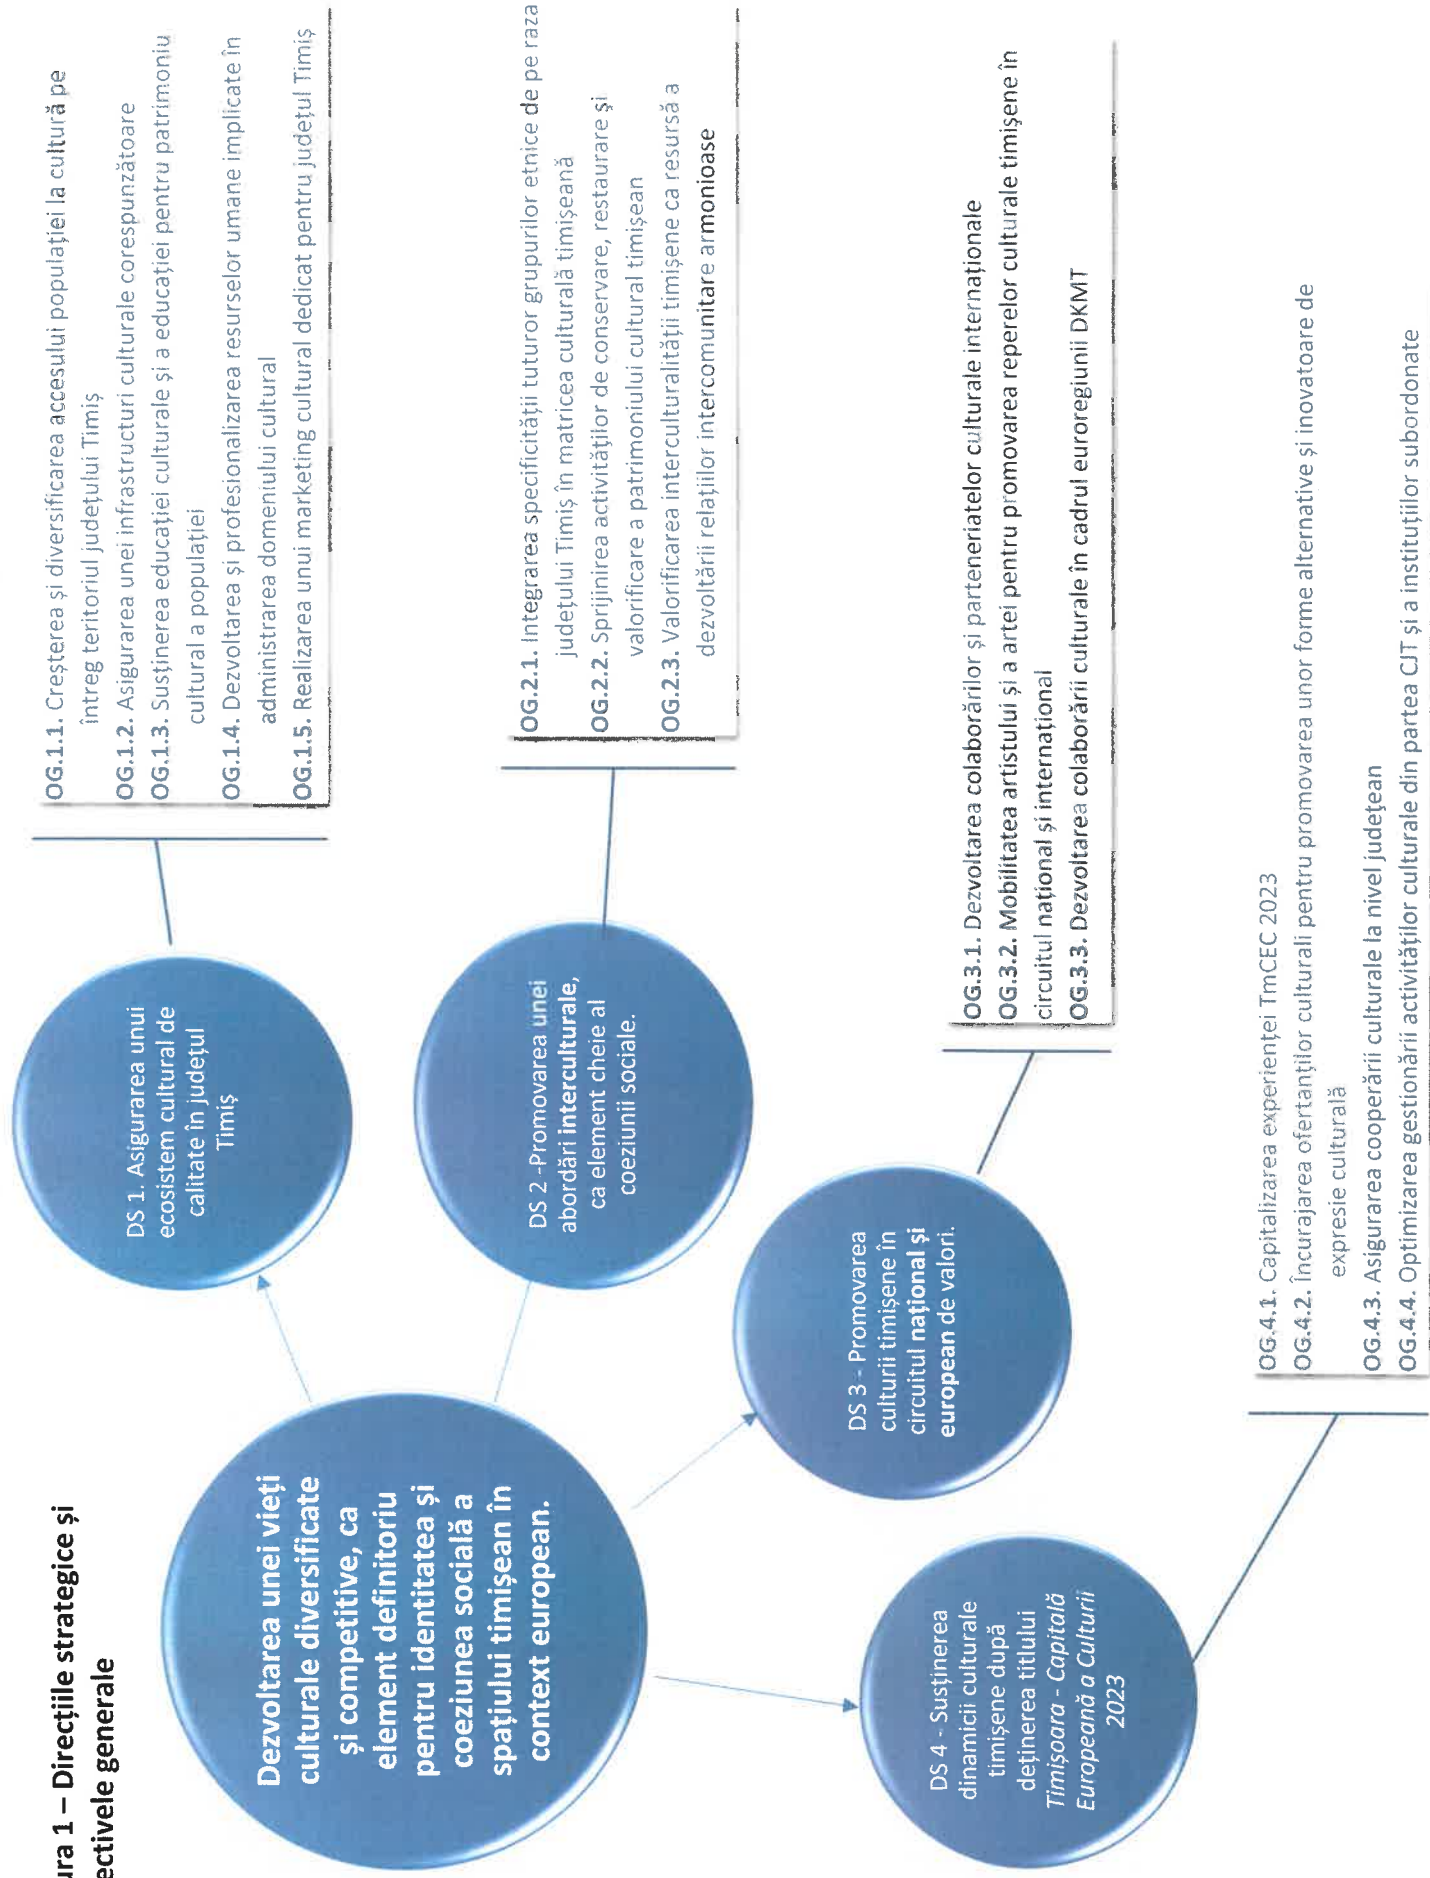 ura 1 – Direcțiile strategice și
ectivele generale
Dezvoltarea unei vieți
culturale diversificate
și competitive, ca
element definitoriu
pentru identitatea și
coeziunea socială a
spațiului timișean în
context european.
DS 1. Asigurarea unui
ecosistem cultural de
calitate în județul
Timiș
OG.1.1. Creșterea și diversificarea accesului populației la cultură pe
întreg teritoriul județului Timiș
OG.1.2. Asigurarea unei infrastructuri culturale corespunzătoare
OG.1.3. Susținerea educației culturale și a educației pentru patrimoniu
cultural a populației
OG.1.4. Dezvoltarea și profesionalizarea resurselor umane implicate în
administrarea domeniului cultural
OG.1.5. Realizarea unui marketing cultural dedicat pentru județul Timiș
DS 2 -Promovarea unei
abordări interculturale,
ca element cheie al
coeziunii sociale.
OG.2.1. Integrarea specificității tuturor grupurilor etnice de pe raza
județului Timiș în matricea culturală timișeană
OG.2.2. Sprijinirea activităților de conservare, restaurare și
valorificare a patrimoniului cultural timișean
OG.2.3. Valorificarea interculturalității timișene ca resursă a
dezvoltării relațiilor intercomunitare armonioase
DS 3 - Promovarea
culturii timișene în
circuitul național și
european de valori.
OG.3.1. Dezvoltarea colaborărilor și parteneriatelor culturale internaționale
OG.3.2. Mobilitatea artistului și a artei pentru promovarea reperelor culturale timișene în
circuitul național și internațional
OG.3.3. Dezvoltarea colaborării culturale în cadrul euroregiunii DKMT
DS 4 - Susținerea
dinamicii culturale
timișene după
deținerea titlului
Timișoara - Capitală
Europeană a Culturii
2023
OG.4.1. Capitalizarea experienței TmCEC 2023
OG.4.2. Încurajarea ofertanților culturali pentru promovarea unor forme alternative și inovatoare de
expresie culturală
OG.4.3. Asigurarea cooperării culturale la nivel județean
OG.4.4. Optimizarea gestionării activităților culturale din partea CJT și a instituțiilor subordonate